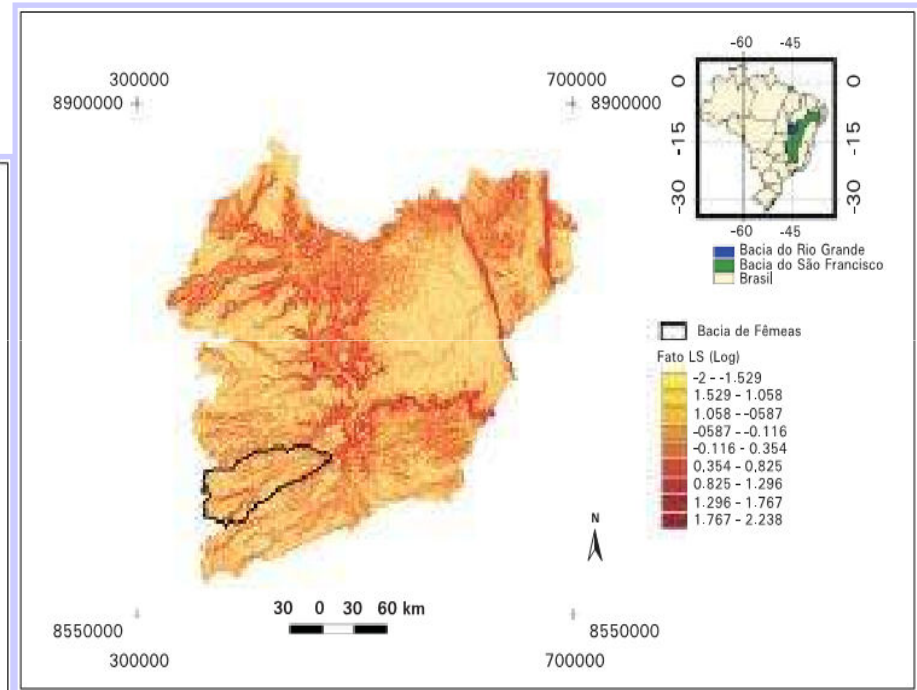 -60 -45
300000 700000
8900000 8900000
0 0
-15 -15
-30 -30
-60 -45
Bacia do Rio Grande
Bacia do São Francisco
Brasil
Bacia de Fêmeas
Fato LS (Log)
-2 - -1.529
1.529 - 1.058
1.058 -0587
-0587 - -0.116
-0.116 - 0.354
0,354 - 0,825
0.825 - 1.296
1.296 - 1.767
1.767 - 2.238
N
30 0 30 60 km
8550000 8550000
300000 700000